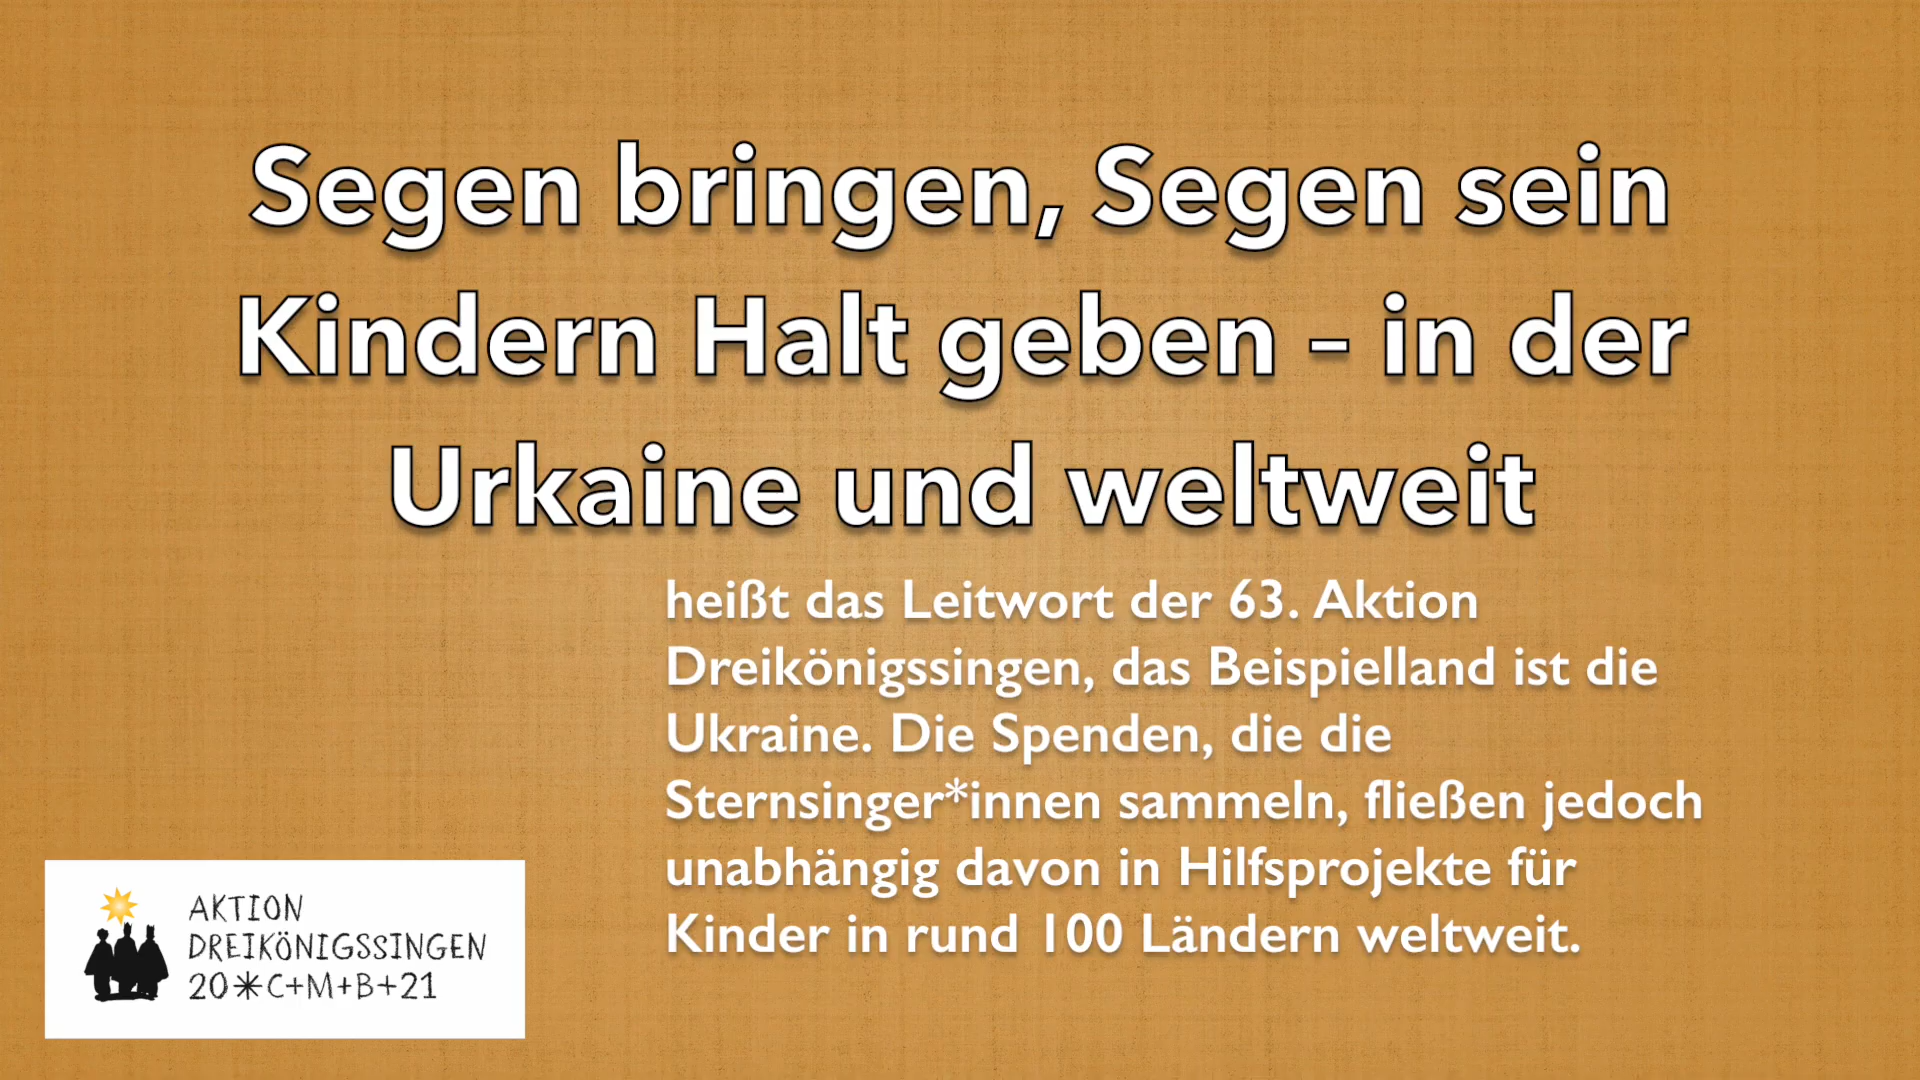 Segen bringen, Segen sein
Kindern Halt geben – in der
Urkaine und weltweit
heißt das Leitwort der 63. Aktion
Dreikönigssingen, das Beispielland ist die
Ukraine. Die Spenden, die die
Sternsinger*innen sammeln, fließen jedoch
unabhängig davon in Hilfsprojekte für
Kinder in rund 100 Ländern weltweit.
AKTION
DREIKÖNIGSSINGEN
20*C+M+B+21